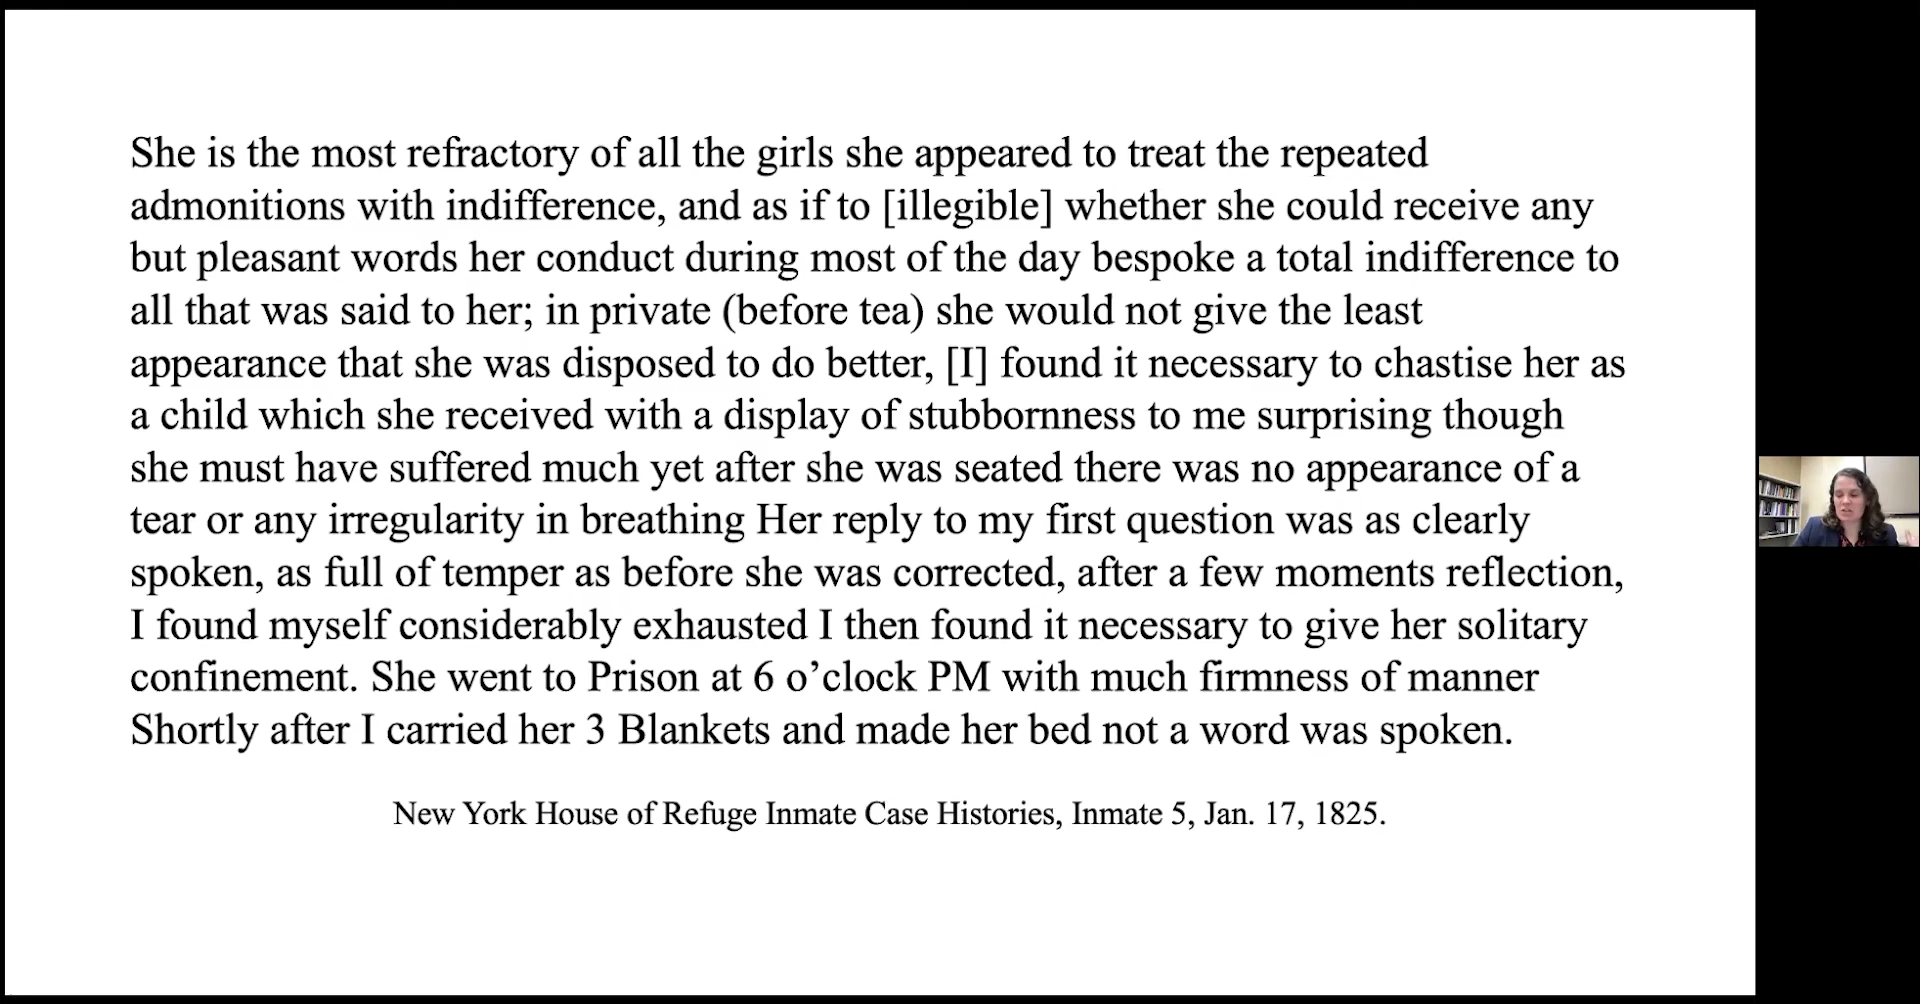 She is the most refractory of all the girls she appeared to treat the repeated
admonitions with indifference, and as if to [illegible] whether she could receive any
but pleasant words her conduct during most of the day bespoke a total indifference to
all that was said to her; in private (before tea) she would not give the least
appearance that she was disposed to do better, [I] found it necessary to chastise her as
a child which she received with a display of stubbornness to me surprising though
she must have suffered much yet after she was seated there was no appearance of a
tear or any irregularity in breathing Her reply to my first question was as clearly
spoken, as full of temper as before she was corrected, after a few moments reflection,
I found myself considerably exhausted I then found it necessary to give her solitary
confinement. She went to Prison at 6 o’clock PM with much firmness of manner
Shortly after I carried her 3 Blankets and made her bed not a word was spoken.
New York House of Refuge Inmate Case Histories, Inmate 5, Jan. 17, 1825.